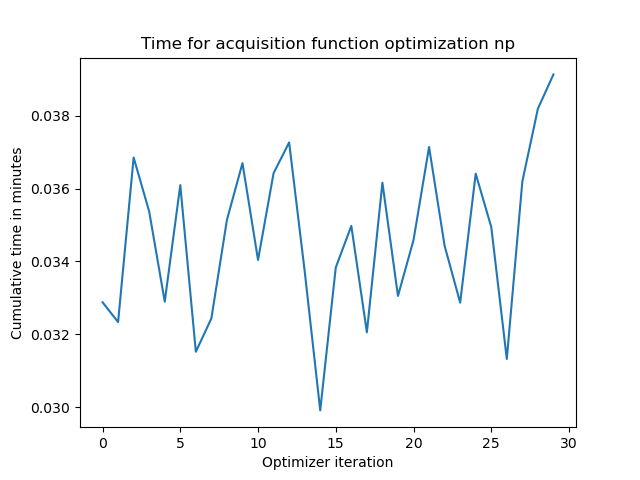 Time for acquisition function optimization np
Cumulative time in minutes
0.038
0.036
0.034
0.032
0.030
0 5 10 15 20 25 30
Optimizer iteration